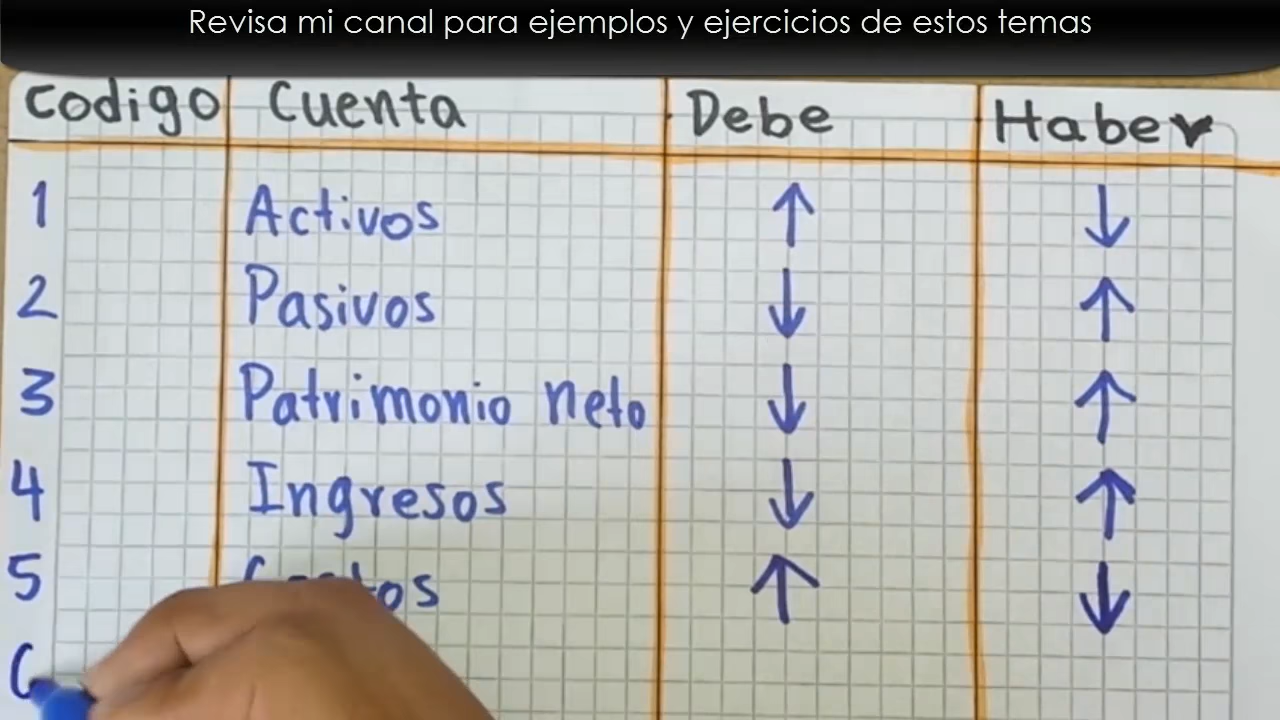 Revisa mi canal para ejemplos y ejercicios de estos temas
Codigo Cuenta Debe Haber
1 Activos ↑ ↓
2 Pasivos ↓ ↑
3 Patrimonio neto ↓ ↑
4 Ingresos ↓ ↑
5 ↑ ↓